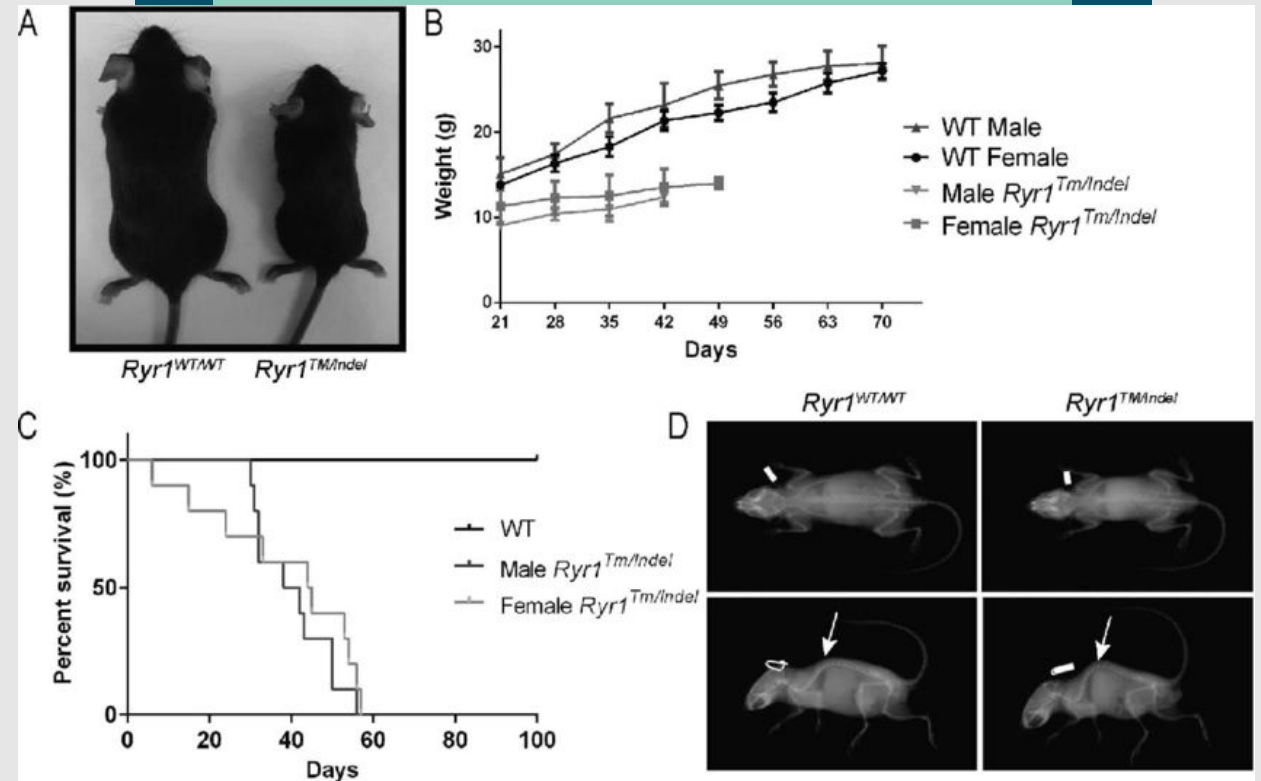 A
Ryr1WT/WT Ryr1TM/Indel
B
Weight (g)
30
20
10
0
21 28 35 42 49 56 63 70
Days
WT Male
WT Female
Male Ryr1Tm/Indel
Female Ryr1Tm/Indel
C
Percent survival (%)
100
50
0
0 20 40 60 80 100
Days
WT
Male Ryr1Tm/Indel
Female Ryr1Tm/Indel
D
Ryr1WT/WT Ryr1TM/Indel